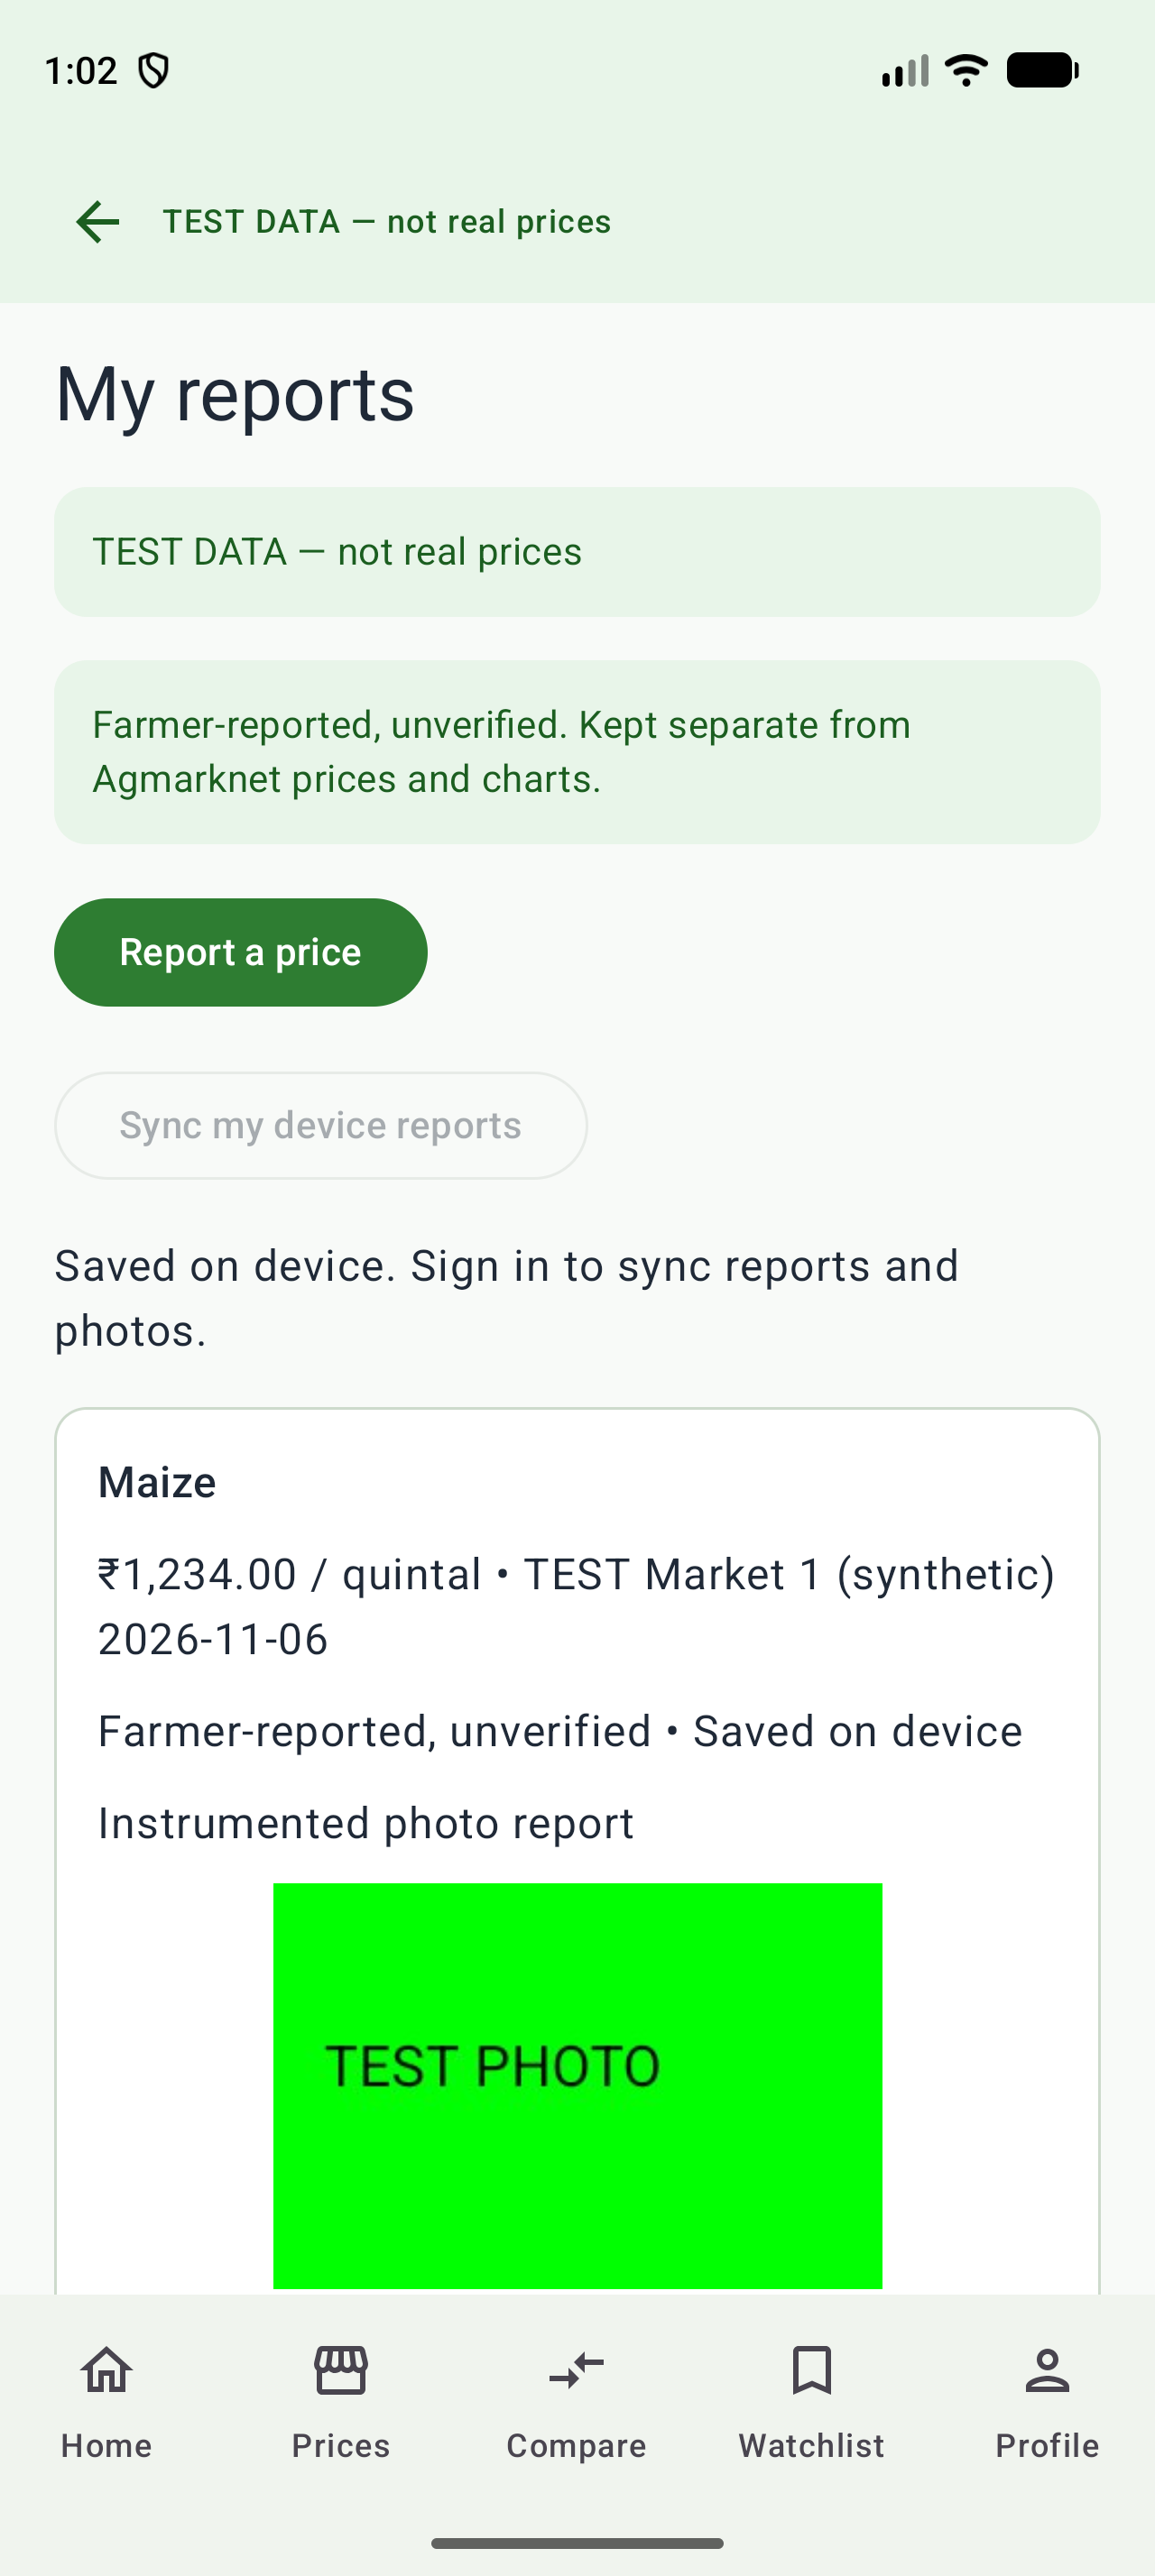 1:02
TEST DATA — not real prices
My reports
TEST DATA — not real prices
Farmer-reported, unverified. Kept separate from
Agmarknet prices and charts.
Report a price
Sync my device reports
Saved on device. Sign in to sync reports and
photos.
Maize
₹1,234.00 / quintal • TEST Market 1 (synthetic)
2026-11-06
Farmer-reported, unverified • Saved on device
Instrumented photo report
TEST PHOTO
Home Prices Compare Watchlist Profile